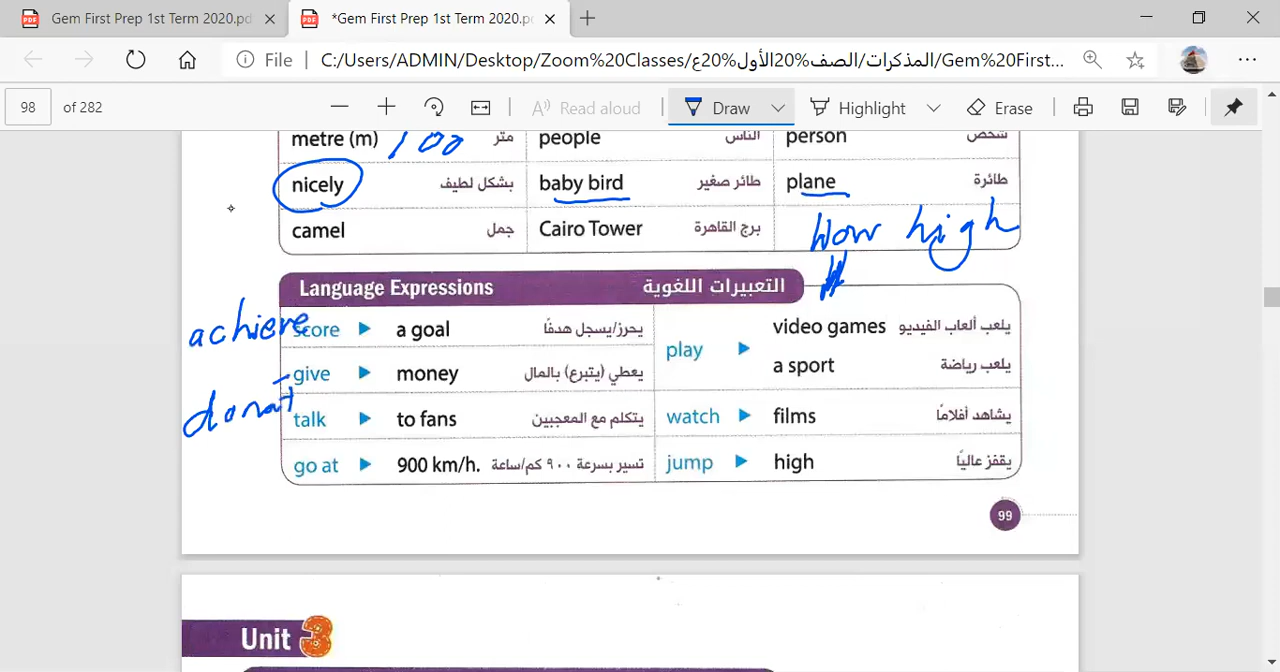 Gem First Prep 1st Term 2020.pd
*Gem First Prep 1st Term 2020.pd
File
C:/Users/ADMIN/Desktop/Zoom%20Classes/المذكرات/الصف%20الأول%20ع/Gem%20First...
98 of 282
Read aloud
Draw
Highlight
Erase
metre (m) 100 متر people الناس person شخص
nicely بشكل لطيف baby bird طائر صغير plane طائرة
camel جمل Cairo Tower برج القاهرة How high
Language Expressions التعبيرات اللغوية
achieve
score a goal يحرز/يسجل هدفًا
give money يعطي (يتبرع) بالمال
donat
talk to fans يتكلم مع المعجبين
go at 900 km/h. تسير بسرعة ٩٠٠ كم/ساعة
play video games يلعب ألعاب الفيديو
a sport يلعب رياضة
watch films يشاهد أفلامًا
jump high يقفز عاليًا
99
Unit 3